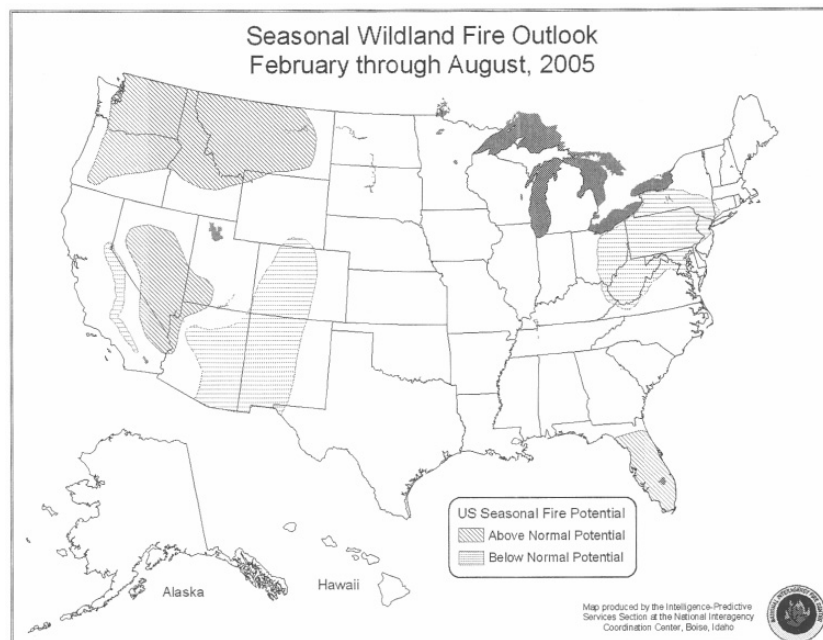 Seasonal Wildland Fire Outlook
February through August, 2005
US Seasonal Fire Potential
Above Normal Potential
Below Normal Potential
Alaska
Hawaii
Map produced by the Intelligence-Predictive
Services Section at the National Interagency
Coordination Center, Boise, Idaho